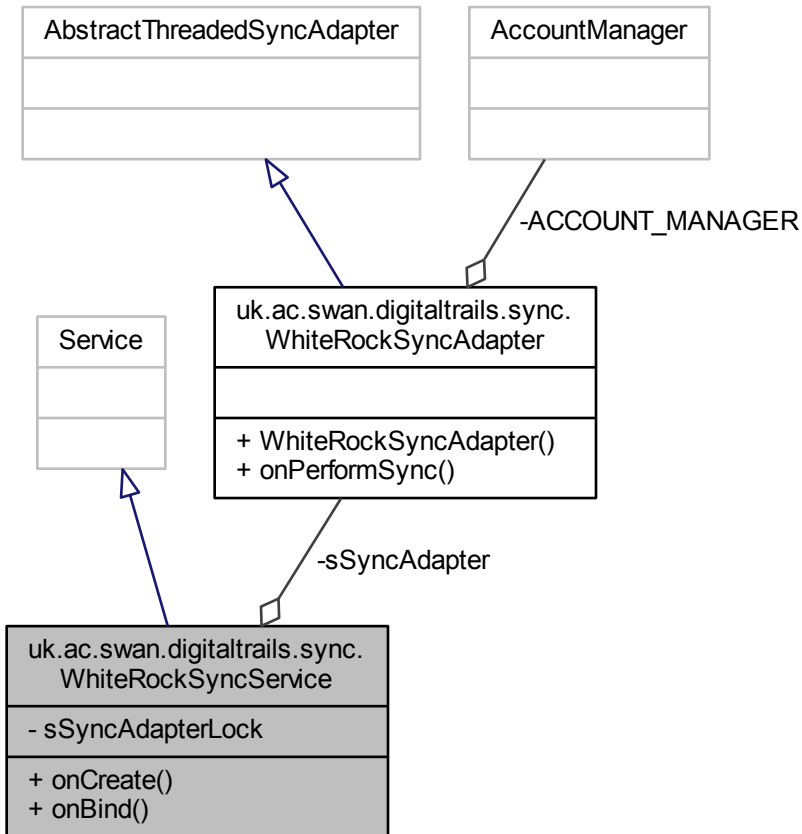 AbstractThreadedSyncAdapter
AccountManager
-ACCOUNT_MANAGER
uk.ac.swan.digitaltrails.sync.
WhiteRockSyncAdapter
+ WhiteRockSyncAdapter()
+ onPerformSync()
Service
-sSyncAdapter
uk.ac.swan.digitaltrails.sync.
WhiteRockSyncService
- sSyncAdapterLock
+ onCreate()
+ onBind()